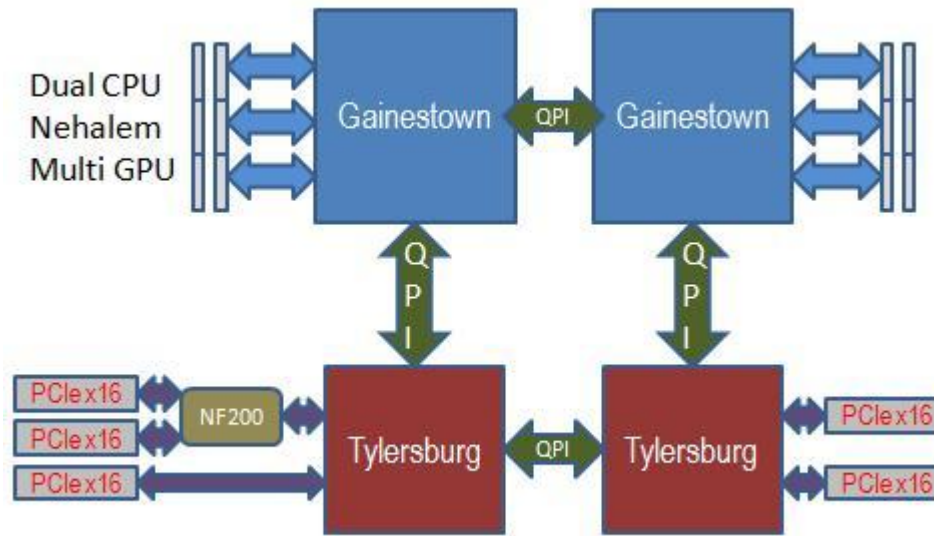 Dual CPU
Nehalem
Multi GPU
Gainestown
QPI
Gainestown
Q
P
I
Q
P
I
PCIex16
PCIex16
PCIex16
NF200
Tylersburg
QPI
Tylersburg
PCIex16
PCIex16